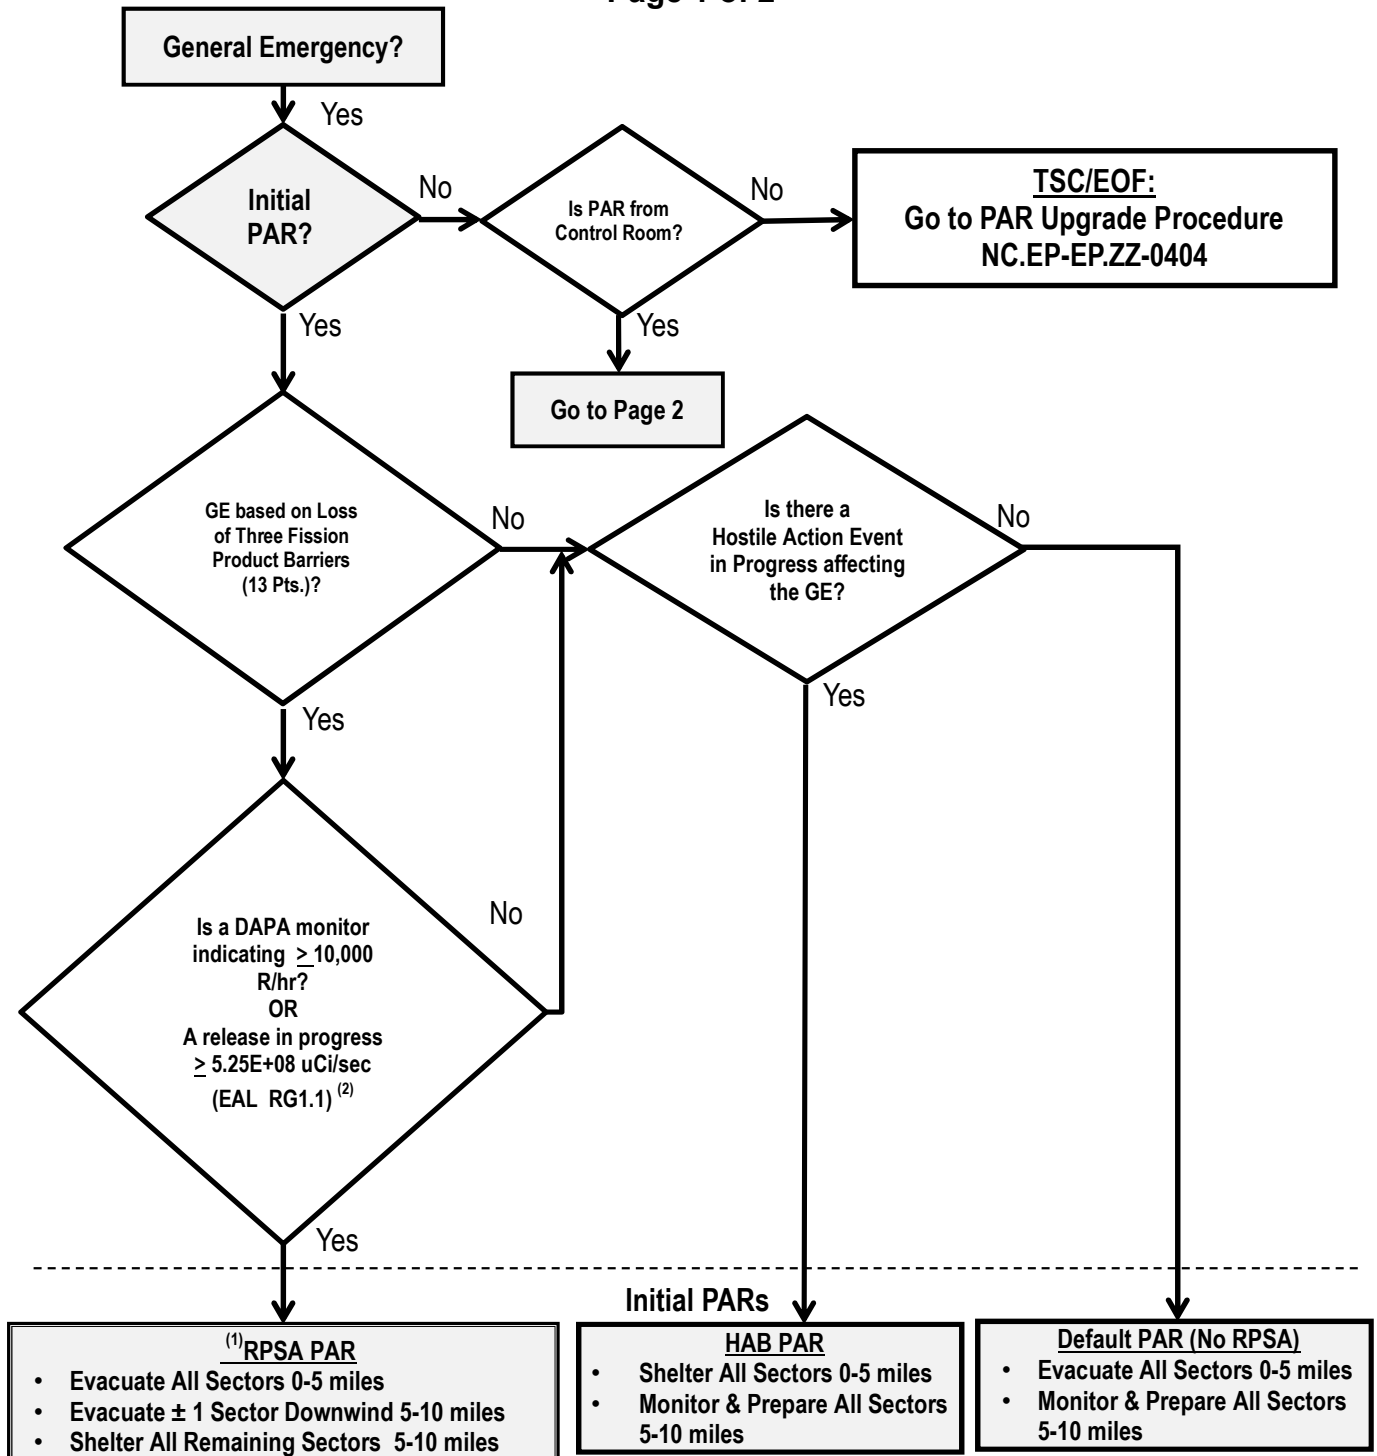 Page 1 of 2
General Emergency?
Yes
Initial
PAR?
No
Is PAR from
Control Room?
No
TSC/EOF:
Go to PAR Upgrade Procedure
NC.EP-EP.ZZ-0404
Yes
Yes
Go to Page 2
GE based on Loss
of Three Fission
Product Barriers
(13 Pts.)?
No
Is there a
Hostile Action Event
in Progress affecting
the GE?
No
Yes
Yes
Is a DAPA monitor
indicating ≥ 10,000
R/hr?
OR
A release in progress
≥ 5.25E+08 uCi/sec
(EAL RG1.1) (2)
No
Yes
Initial PARs
(1)RPSA PAR
• Evacuate All Sectors 0-5 miles
• Evacuate ± 1 Sector Downwind 5-10 miles
• Shelter All Remaining Sectors 5-10 miles
HAB PAR
• Shelter All Sectors 0-5 miles
• Monitor & Prepare All Sectors
5-10 miles
Default PAR (No RPSA)
• Evacuate All Sectors 0-5 miles
• Monitor & Prepare All Sectors
5-10 miles